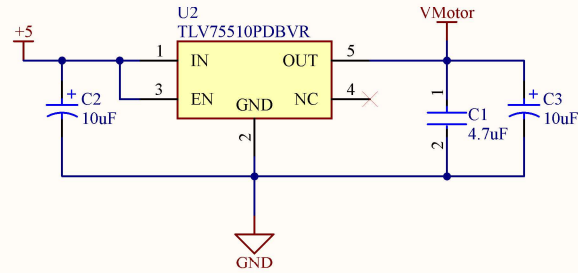 U2
TLV75510PDBVR
VMotor
+5
1
IN
OUT
5
3
EN
GND
NC
4
+
C2
10uF
2
1
C1
4.7uF
2
+
C3
10uF
GND